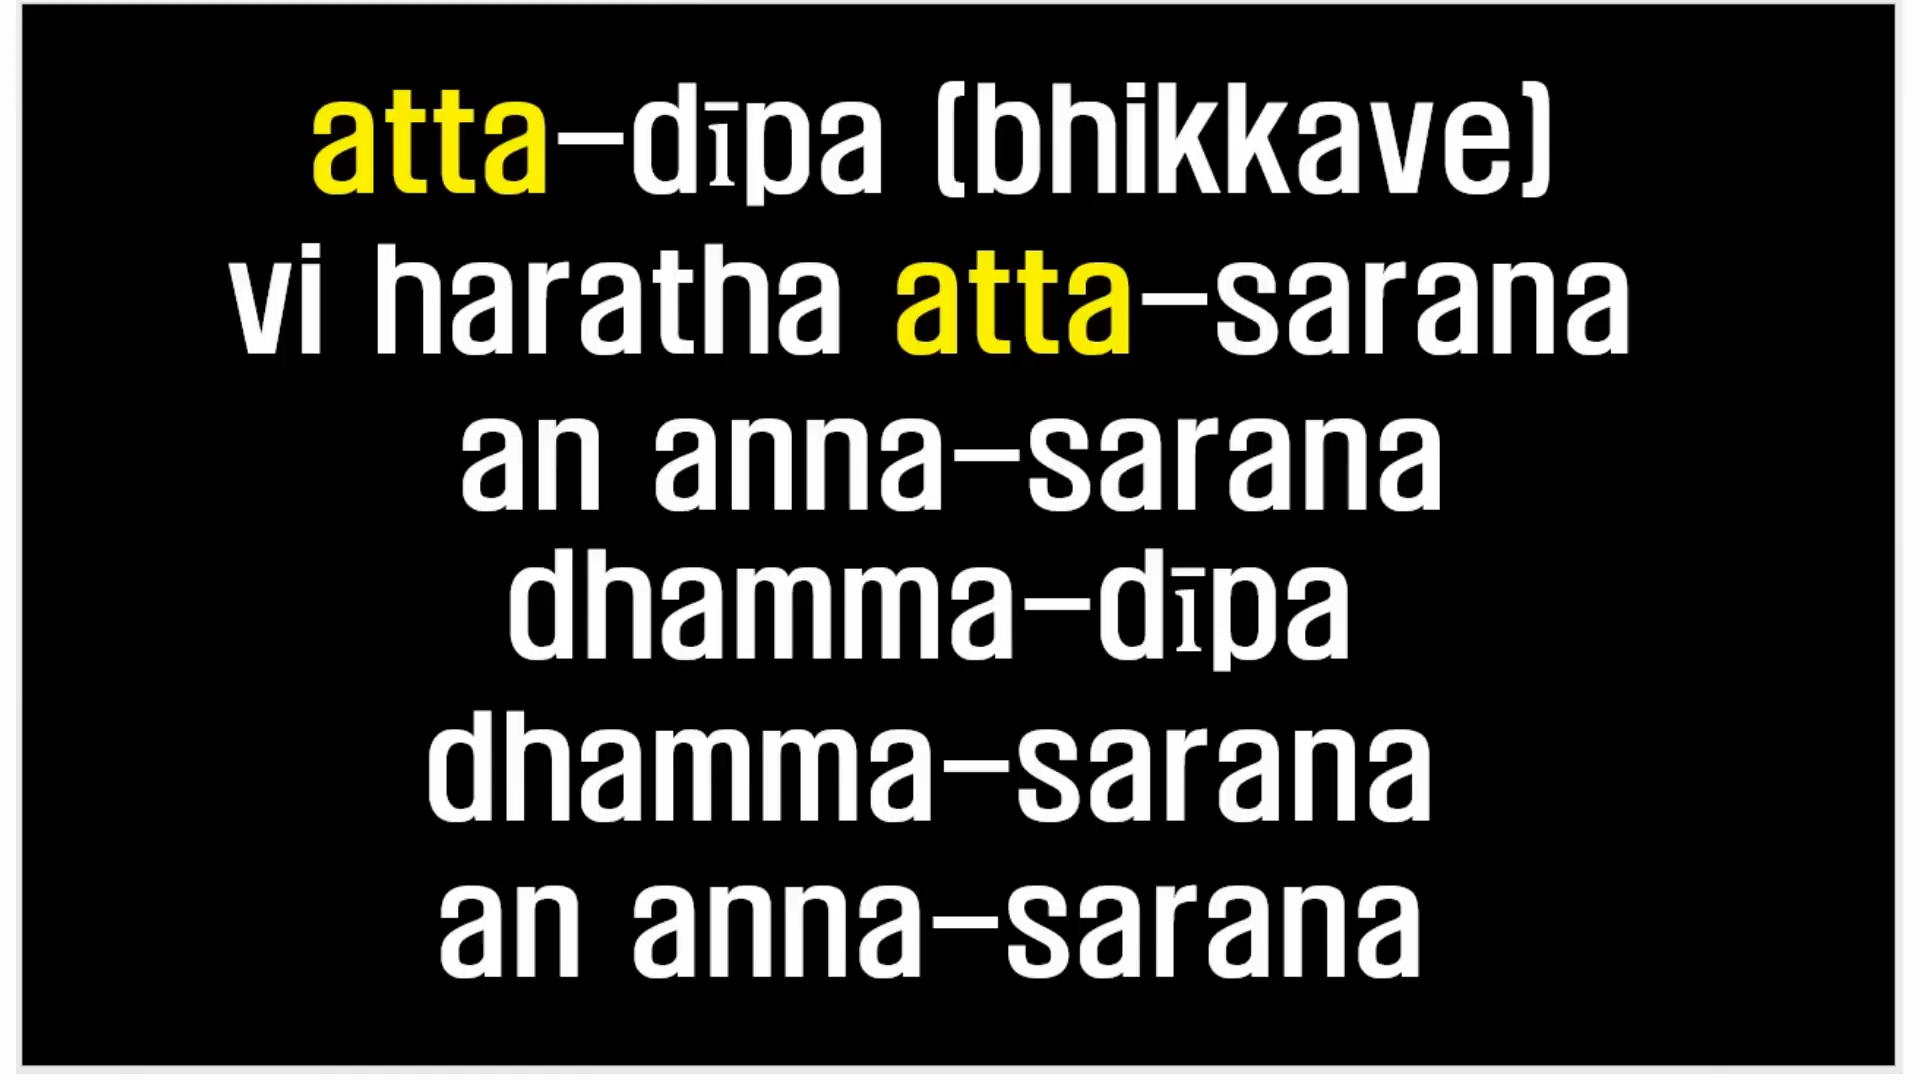 atta-dīpa (bhikkave)
vi haratha atta-sarana
an anna-sarana
dhamma-dīpa
dhamma-sarana
an anna-sarana